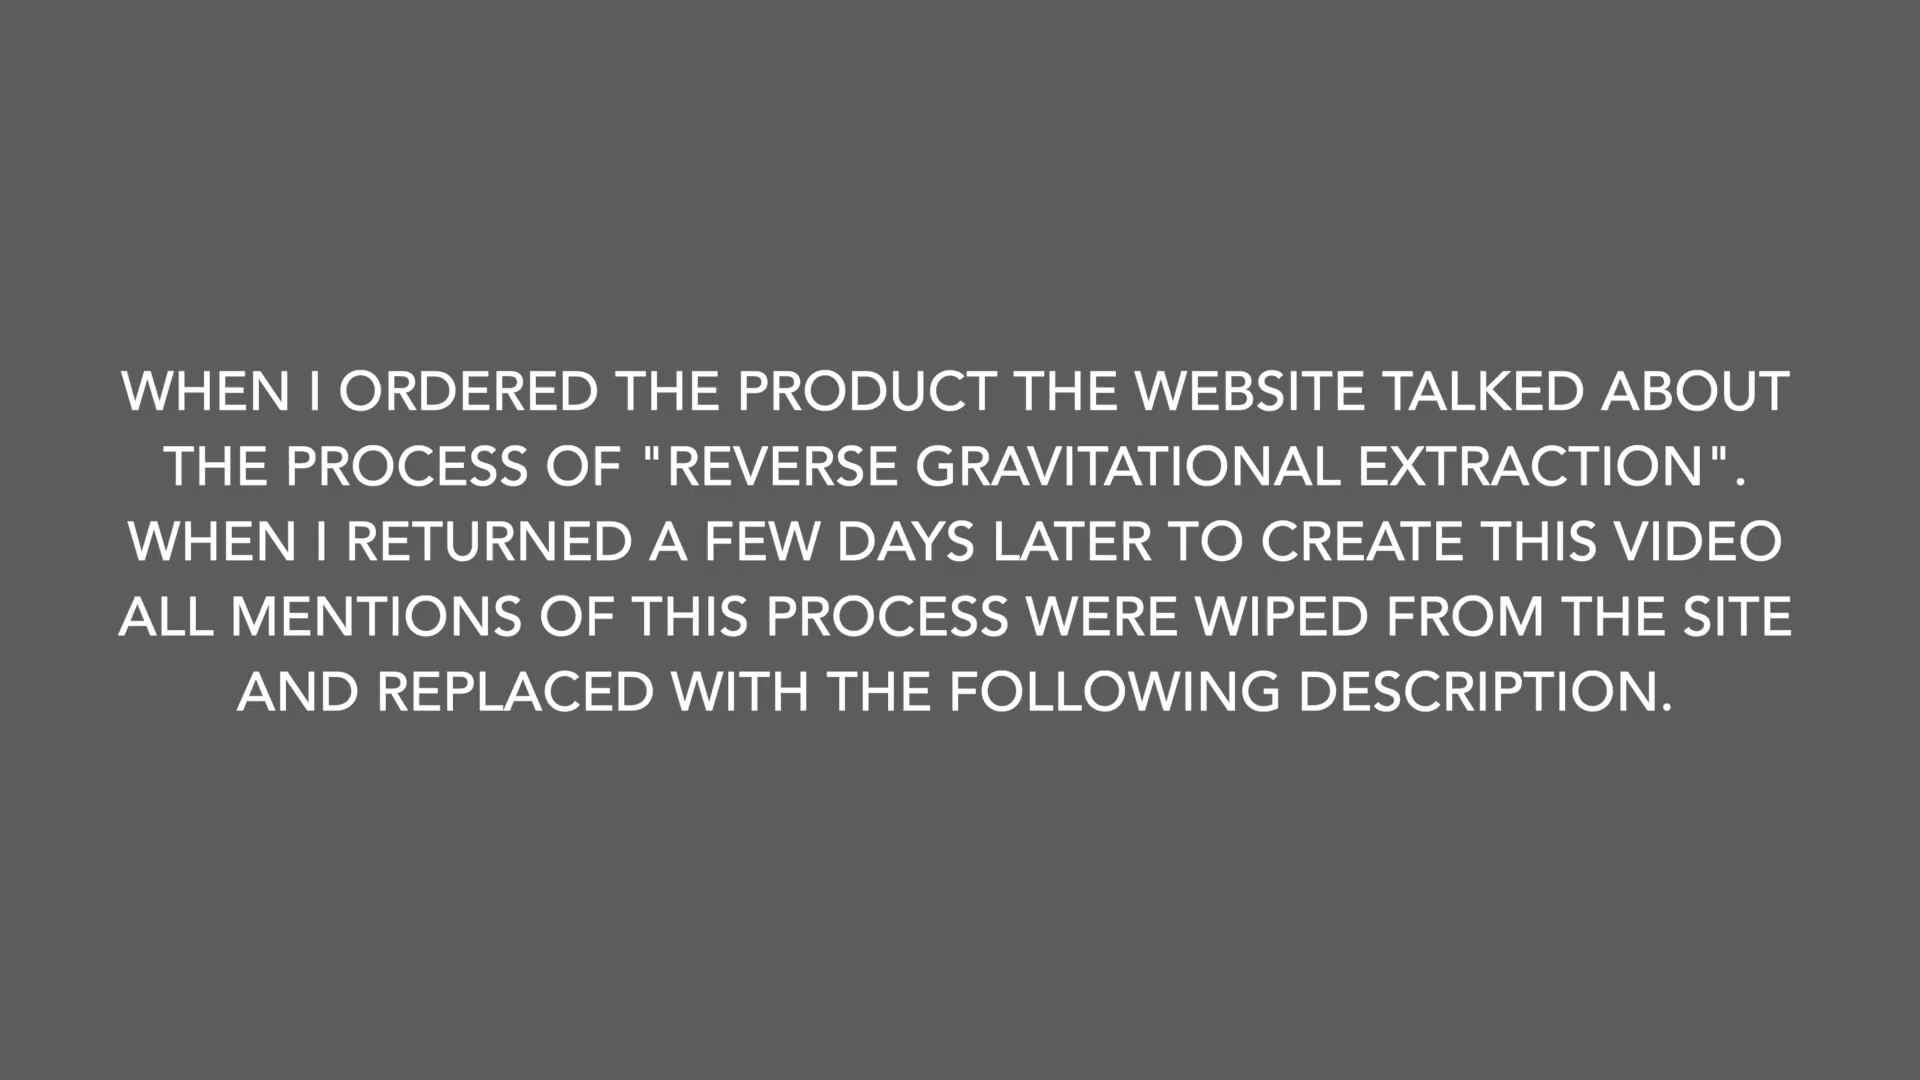 WHEN I ORDERED THE PRODUCT THE WEBSITE TALKED ABOUT
THE PROCESS OF "REVERSE GRAVITATIONAL EXTRACTION".
WHEN I RETURNED A FEW DAYS LATER TO CREATE THIS VIDEO
ALL MENTIONS OF THIS PROCESS WERE WIPED FROM THE SITE
AND REPLACED WITH THE FOLLOWING DESCRIPTION.